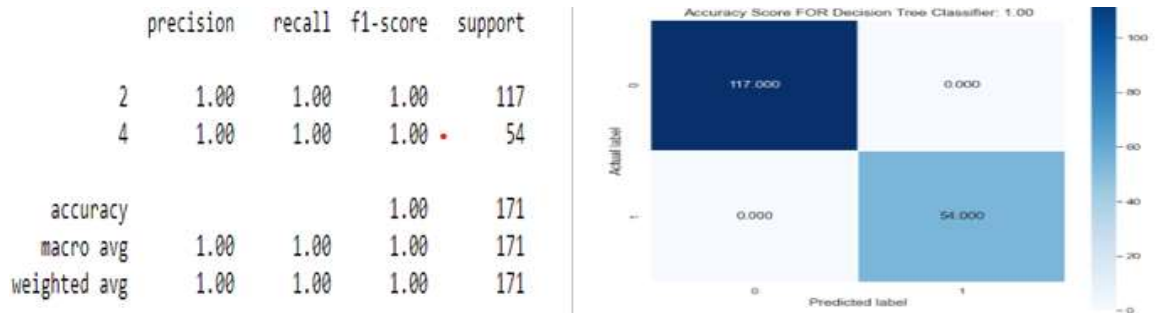 precision recall f1-score support
2 1.00 1.00 1.00 117
4 1.00 1.00 1.00 54
accuracy 1.00 171
macro avg 1.00 1.00 1.00 171
weighted avg 1.00 1.00 1.00 171
Accuracy Score FOR Decision Tree Classifier: 1.00
Actual label
0
117.000
0.000
1
0.000
54.000
0
1
Predicted label
100
80
60
40
20
0